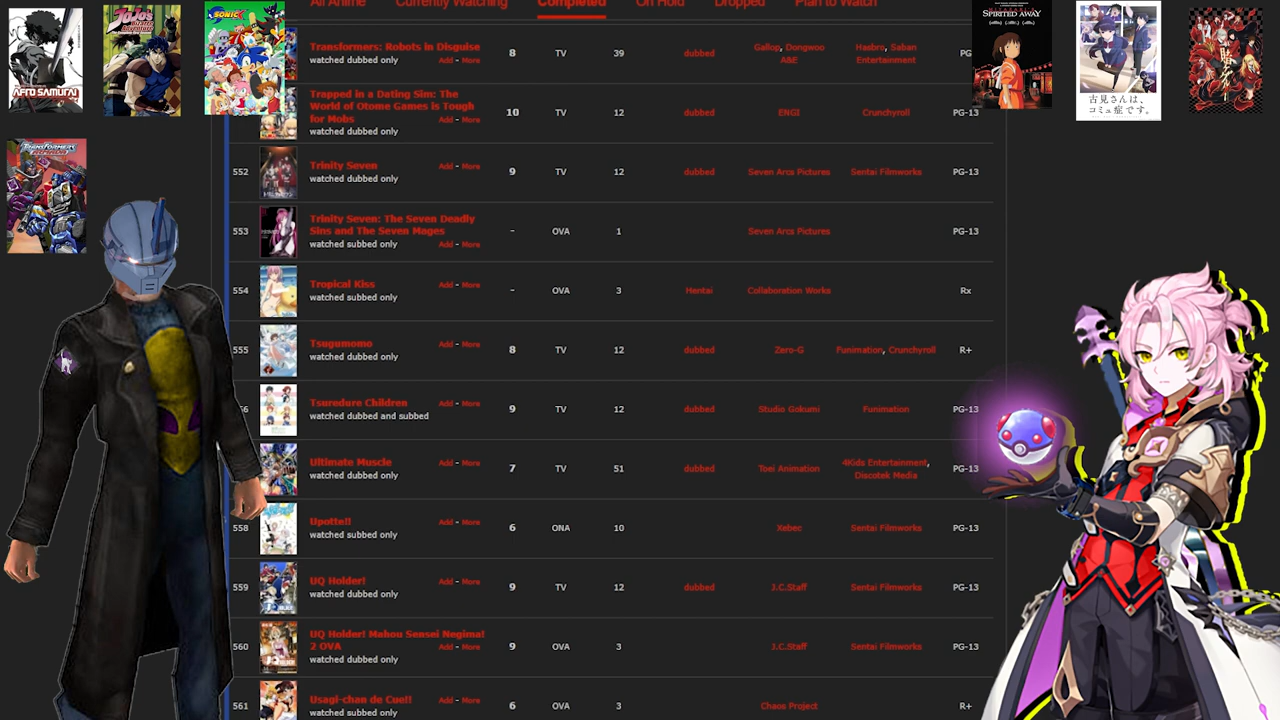 All Anime Currently Watching Completed On Hold Dropped Plan to Watch
AFRO SAMURAI
JoJo's
SONIC X
SPIRITED AWAY
古見さんは、
コミュ症です。
TRANSFORMERS
Transformers: Robots in Disguise
watched dubbed only Add - More 8 TV 39 dubbed Gallop, Dongwoo A&E Hasbro, Saban Entertainment PG
Trapped in a Dating Sim: The
World of Otome Games is Tough
for Mobs Add - More
watched dubbed only 8 TV 12 dubbed ENGI Crunchyroll PG-13
552 Trinity Seven Add - More
watched dubbed only 9 TV 12 dubbed Seven Arcs Pictures Sentai Filmworks PG-13
553 Trinity Seven: The Seven Deadly
Sins and The Seven Mages
watched subbed only Add - More - OVA 1 Seven Arcs Pictures PG-13
554 Tropical Kiss Add - More
watched subbed only - OVA 3 Hentai Collaboration Works Rx
555 Tsugumomo Add - More
watched dubbed only 8 TV 12 dubbed Zero-G Funimation, Crunchyroll R+
56 Tsuredure Children Add - More
watched dubbed and subbed 9 TV 12 dubbed Studio Gokumi Funimation PG-13
Ultimate Muscle Add - More
watched dubbed only 7 TV 51 dubbed Toei Animation 4Kids Entertainment, Discotek Media PG-13
558 Upotte!! Add - More
watched subbed only 6 ONA 10 Xebec Sentai Filmworks PG-13
559 UQ Holder! Add - More
watched dubbed only 9 TV 12 dubbed J.C.Staff Sentai Filmworks PG-13
560 UQ Holder! Mahou Sensei Negima!
2 OVA Add - More
watched dubbed only 9 OVA 3 J.C.Staff Sentai Filmworks PG-13
561 Usagi-chan de Cue!! Add - More
watched subbed only 6 OVA 3 Chaos Project R+